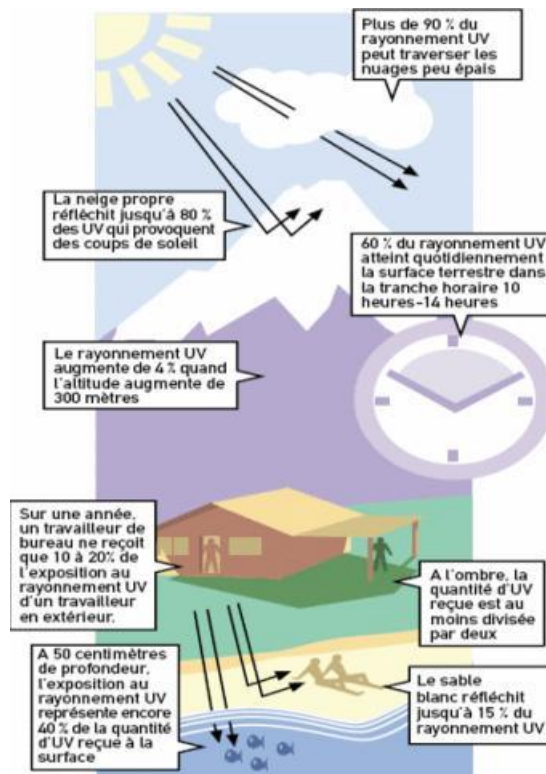 Plus de 90 % du
rayonnement UV
peut traverser les
nuages peu épais
La neige propre
réfléchit jusqu'à 80 %
des UV qui provoquent
des coups de soleil
60 % du rayonnement UV
atteint quotidiennement
la surface terrestre dans
la tranche horaire 10
heures-14 heures
Le rayonnement UV
augmente de 4 % quand
l'altitude augmente de
300 mètres
Sur une année,
un travailleur de
bureau ne reçoit
que 10 à 20% de
l'exposition au
rayonnement UV
d'un travailleur
en extérieur.
A l'ombre, la
quantité d'UV
reçue est au
moins divisée
par deux
A 50 centimètres
de profondeur,
l'exposition au
rayonnement UV
représente encore
40 % de la quantité
d'UV reçue à la
surface
Le sable
blanc réfléchit
jusqu'à 15 % du
rayonnement UV